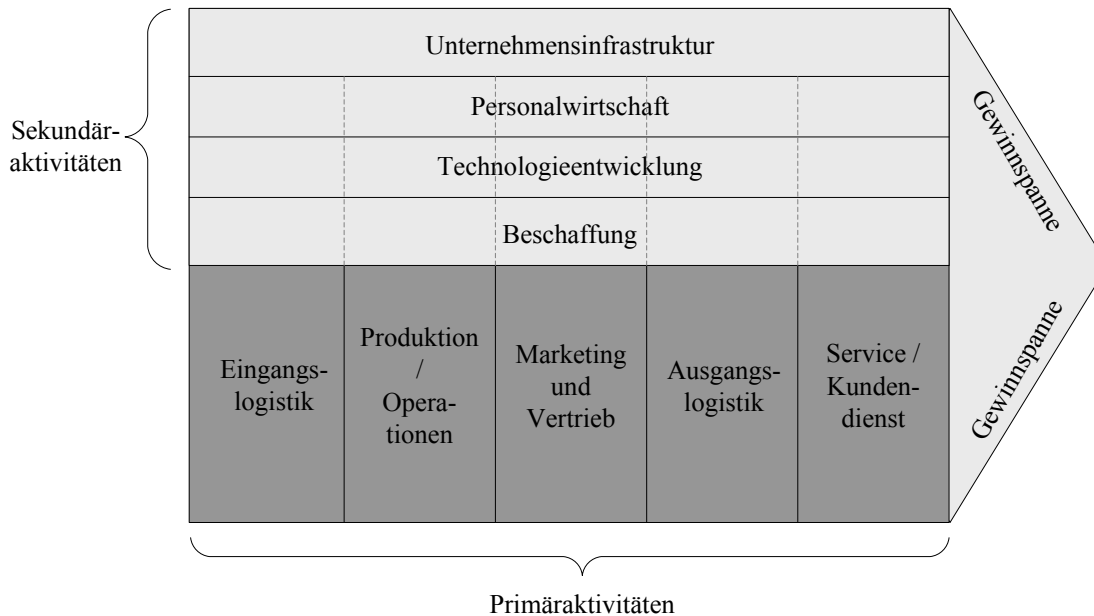 Unternehmensinfrastruktur
Personalwirtschaft
Technologieentwicklung
Beschaffung
Sekundär-
aktivitäten
Gewinnspanne
Gewinnspanne
Eingangs-
logistik
Produktion
/
Opera-
tionen
Marketing
und
Vertrieb
Ausgangs-
logistik
Service /
Kunden-
dienst
Primäraktivitäten